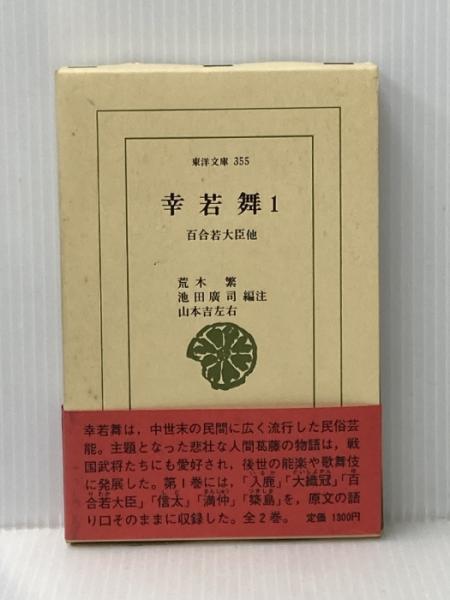 東洋文庫 355
幸若舞 1
百合若大臣他
荒木 繁
池田廣司 編注
山本吉左右
幸若舞は，中世末の民間に広く流行した民俗芸
能。主題となった悲壮な人間葛藤の物語は，戦
国武将たちにも愛好され，後世の能楽や歌舞伎
に発展した。第1巻には，「入鹿」「大織冠」「百
合若大臣」「信太」「満仲」「築島」を，原文の語
り口そのままに収録した。全2巻。 定価 1300円